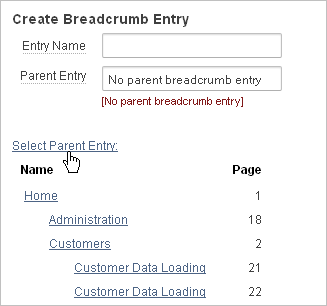 Create Breadcrumb Entry
Entry Name
Parent Entry No parent breadcrumb entry
[No parent breadcrumb entry]
Select Parent Entry:
Name Page
Home 1
Administration 18
Customers 2
Customer Data Loading 21
Customer Data Loading 22